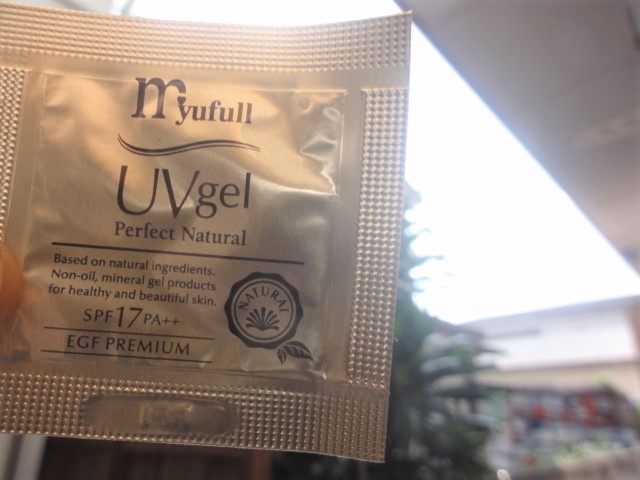 myufull
UVgel
Perfect Natural
Based on natural ingredients.
Non-oil, mineral gel products
for healthy and beautiful skin.
SPF17PA++
EGF PREMIUM
NATURAL